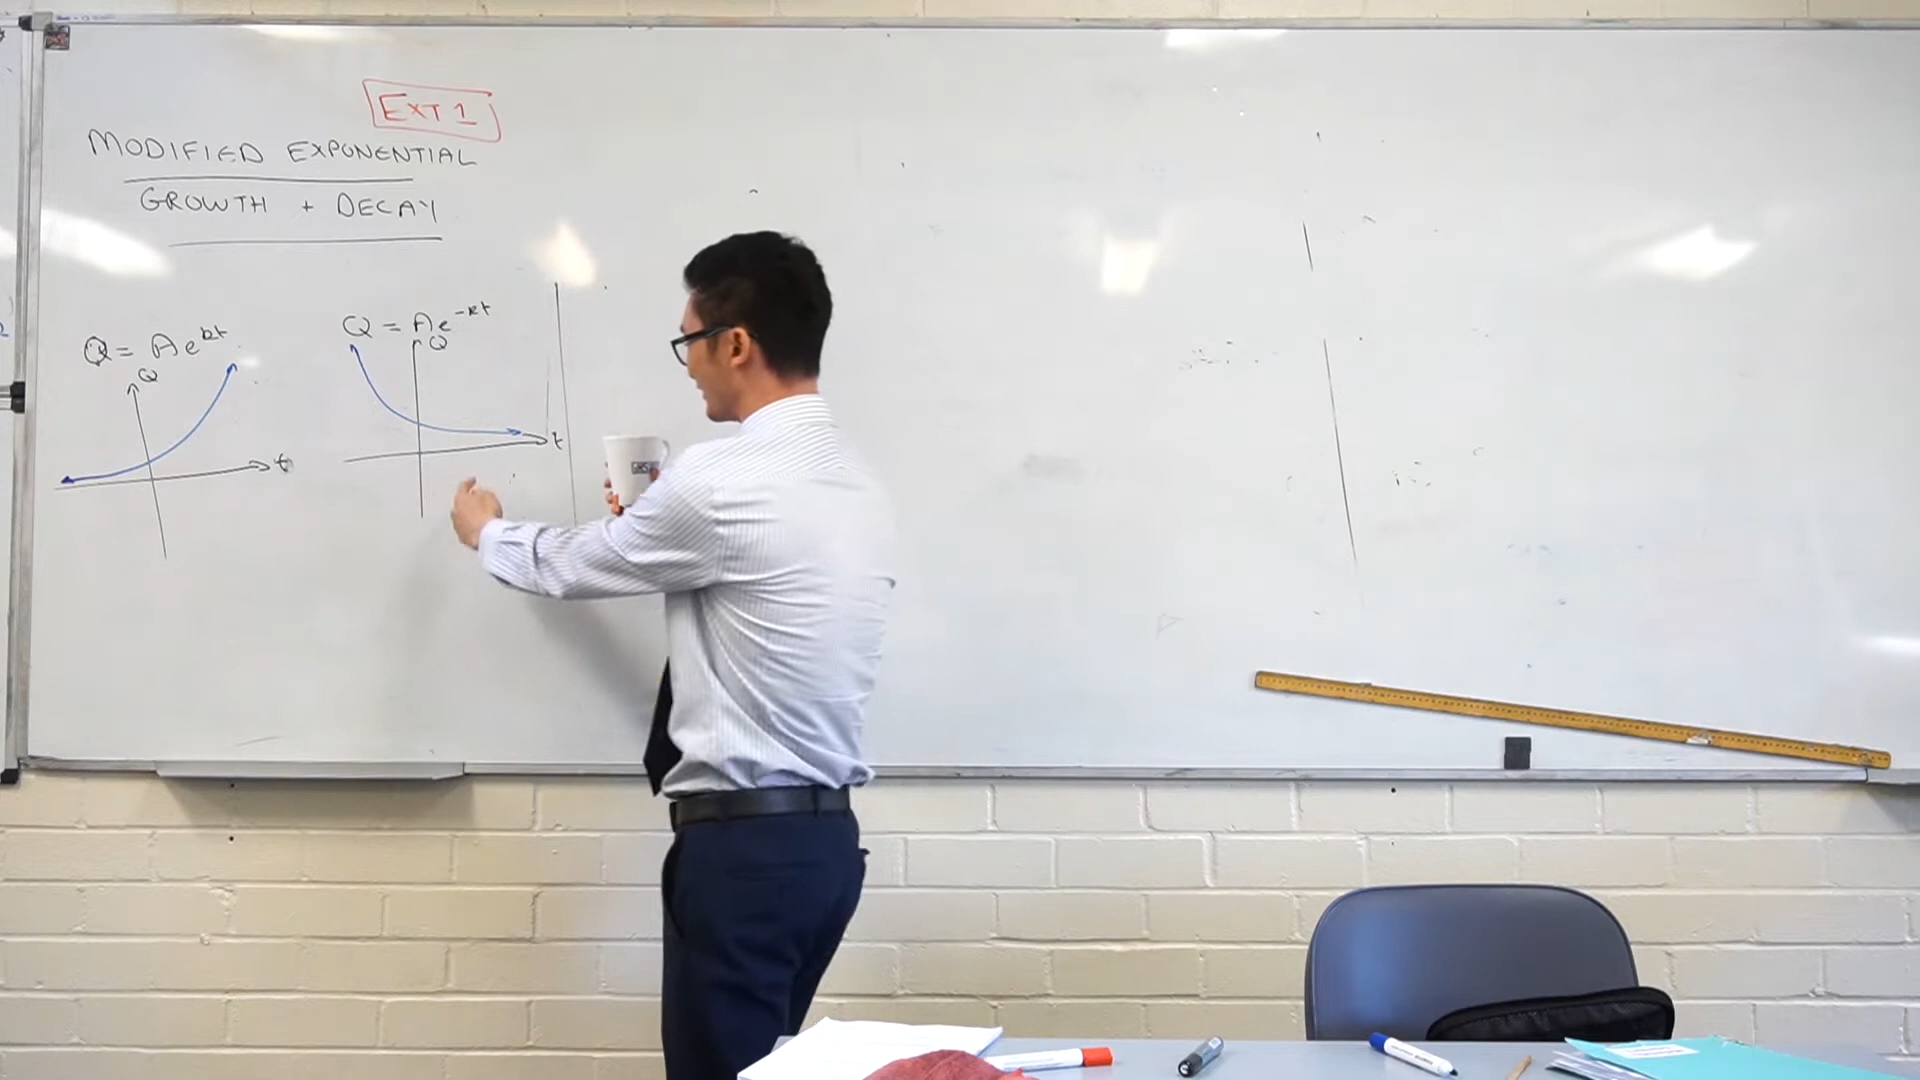 EXT 1
MODIFIED EXPONENTIAL
GROWTH + DECAY
Q = Ae^kt
Q
t
Q = Ae^-kt
Q
t